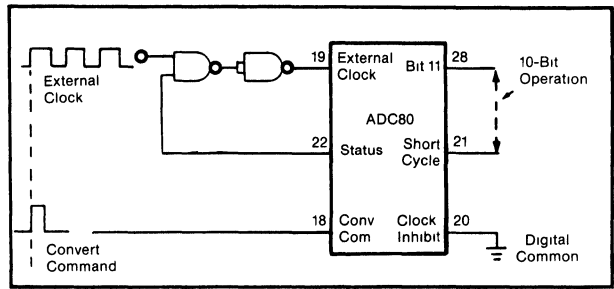 External
Clock
19
External
Clock
Bit 11
28
10-Bit
Operation
ADC80
22
Status
Short
Cycle
21
18
Conv
Com
Clock
Inhibit
20
Convert
Command
Digital
Common